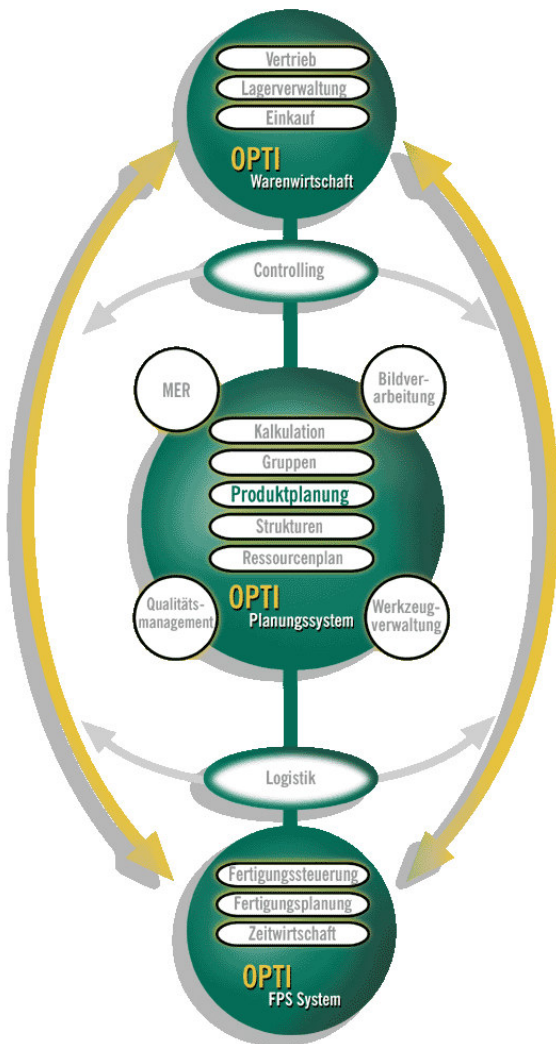 Vertrieb
Lagerverwaltung
Einkauf
OPTI
Warenwirtschaft
Controlling
MER
Bildver-
arbeitung
Kalkulation
Gruppen
Produktplanung
Strukturen
Ressourcenplan
Qualitäts-
management
OPTI
Planungssystem
Werkzeug-
verwaltung
Logistik
Fertigungssteuerung
Fertigungsplanung
Zeitwirtschaft
OPTI
FPS System